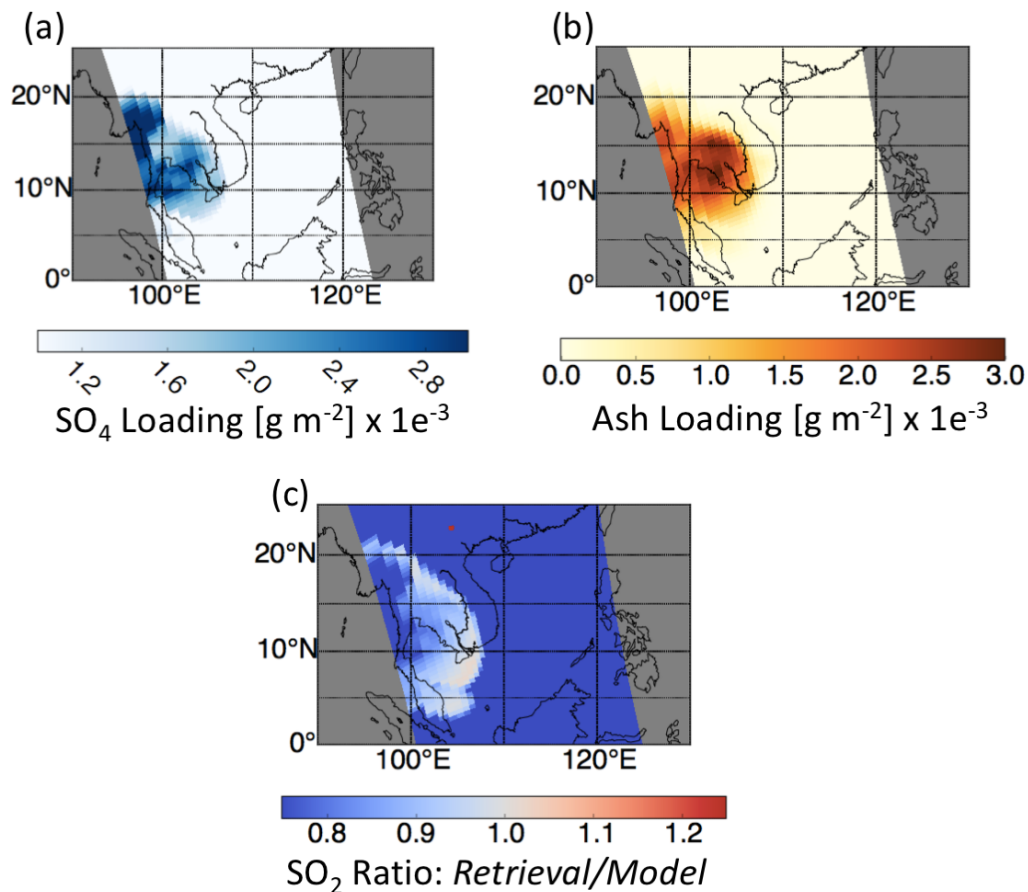 (a)
20°N
10°N
0°
100°E 120°E
1.2 1.6 2.0 2.4 2.8
SO₄ Loading [g m⁻²] x 1e⁻³
(b)
20°N
10°N
0°
100°E 120°E
0.0 0.5 1.0 1.5 2.0 2.5 3.0
Ash Loading [g m⁻²] x 1e⁻³
(c)
20°N
10°N
0°
100°E 120°E
0.8 0.9 1.0 1.1 1.2
SO₂ Ratio: Retrieval/Model